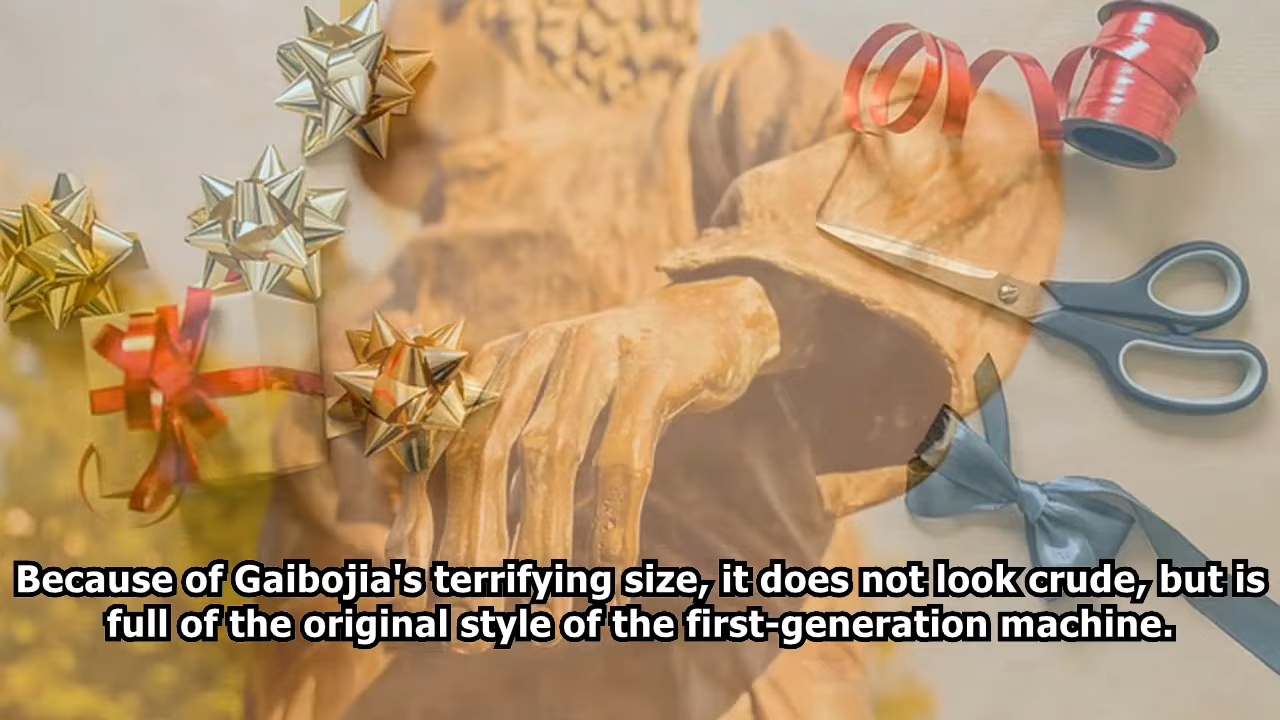 Because of Gaibojia's terrifying size, it does not look crude, but is
full of the original style of the first-generation machine.